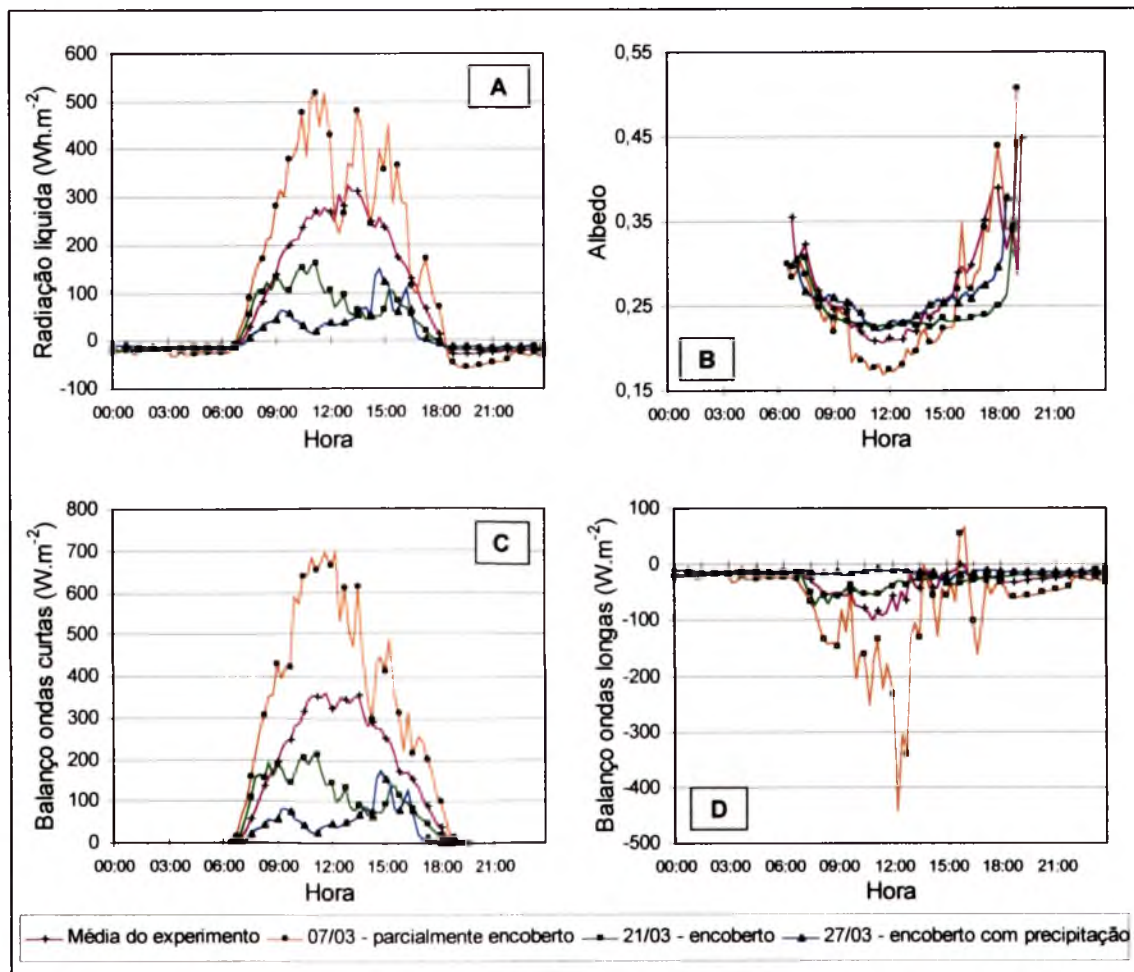 A
Radiação líquida (Wh.m⁻²)
600
500
400
300
200
100
0
-100
00:00 06:00 09:00 12:00 15:00 18:00 21:00
Hora
B
Albedo
0,55
0,45
0,35
0,25
0,15
00:00 03:00 06:00 09:00 12:00 15:00 18:00 21:00
Hora
C
Balanço ondas curtas (W.m⁻²)
800
700
600
500
400
300
200
100
0
00:00 03:00 06:00 09:00 12:00 15:00 18:00 21:00
Hora
D
Balanço ondas longas (W.m⁻²)
100
0
-100
-200
-300
-400
-500
00:00 03:00 06:00 09:00 12:00 15:00 18:00 21:00
Hora
Média do experimento 07/03 - parcialmente encoberto 21/03 - encoberto 27/03 - encoberto com precipitação